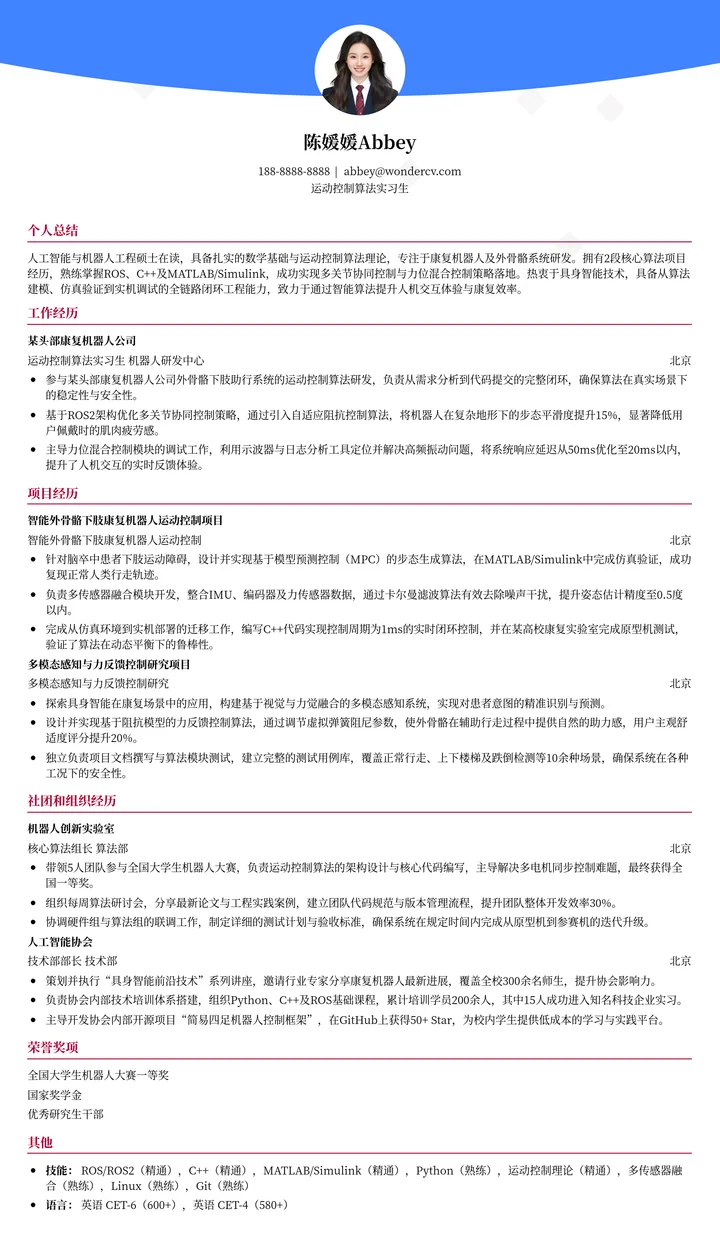 陈媛媛Abbey
188-8888-8888 | abbey@wondercv.com
运动控制算法实习生
个人总结
人工智能与机器人工程硕士在读，具备扎实的数学基础与运动控制算法理论，专注于康复机器人及外骨骼系统研发。拥有2段核心算法项目
经历，熟练掌握ROS、C++及MATLAB/Simulink，成功实现多关节协同控制与力位混合控制策略落地。热衷于具身智能技术，具备从算法
建模、仿真验证到实机调试的全链路闭环工程能力，致力于通过智能算法提升人机交互体验与康复效率。
工作经历
某头部康复机器人公司
运动控制算法实习生 机器人研发中心 北京
• 参与某头部康复机器人公司外骨骼下肢助行系统的运动控制算法研发，负责从需求分析到代码提交的完整闭环，确保算法在真实场景下
的稳定性与安全性。
• 基于ROS2架构优化多关节协同控制策略，通过引入自适应阻抗控制算法，将机器人在复杂地形下的步态平滑度提升15%，显著降低用
户佩戴时的肌肉疲劳感。
• 主导力位混合控制模块的调试工作，利用示波器与日志分析工具定位并解决高频振动问题，将系统响应延迟从50ms优化至20ms以内，
提升了人机交互的实时反馈体验。
项目经历
智能外骨骼下肢康复机器人运动控制项目
智能外骨骼下肢康复机器人运动控制 北京
• 针对脑卒中患者下肢运动障碍，设计并实现基于模型预测控制（MPC）的步态生成算法，在MATLAB/Simulink中完成仿真验证，成功
复现正常人类行走轨迹。
• 负责多传感器融合模块开发，整合IMU、编码器及力传感器数据，通过卡尔曼滤波算法有效去除噪声干扰，提升姿态估计精度至0.5度
以内。
• 完成从仿真环境到实机部署的迁移工作，编写C++代码实现控制周期为1ms的实时闭环控制，并在某高校康复实验室完成原型机测试，
验证了算法在动态平衡下的鲁棒性。
多模态感知与力反馈控制研究项目
多模态感知与力反馈控制研究 北京
• 探索具身智能在康复场景中的应用，构建基于视觉与力觉融合的多模态感知系统，实现对患者意图的精准识别与预测。
• 设计并实现基于阻抗模型的力反馈控制算法，通过调节虚拟弹簧阻尼参数，使外骨骼在辅助行走过程中提供自然的助力感，用户主观舒
适度评分提升20%。
• 独立负责项目文档撰写与算法模块测试，建立完整的测试用例库，覆盖正常行走、上下楼梯及跌倒检测等10余种场景，确保系统在各种
工况下的安全性。
社团和组织经历
机器人创新实验室
核心算法组长 算法部 北京
• 带领5人团队参与全国大学生机器人大赛，负责运动控制算法的架构设计与核心代码编写，主导解决多电机同步控制难题，最终获得全
国一等奖。
• 组织每周算法研讨会，分享最新论文与工程实践案例，建立团队代码规范与版本管理流程，提升团队整体开发效率30%。
• 协调硬件组与算法组的联调工作，制定详细的测试计划与验收标准，确保系统在规定时间内完成从原型机到参赛机的迭代升级。
人工智能协会
技术部部长 技术部 北京
• 策划并执行“具身智能前沿技术”系列讲座，邀请行业专家分享康复机器人最新进展，覆盖全校300余名师生，提升协会影响力。
• 负责协会内部技术培训体系搭建，组织Python、C++及ROS基础课程，累计培训学员200余人，其中15人成功进入知名科技企业实习。
• 主导开发协会内部开源项目“简易四足机器人控制框架”，在GitHub上获得50+ Star，为校内学生提供低成本的学习与实践平台。
荣誉奖项
全国大学生机器人大赛一等奖
国家奖学金
优秀研究生干部
其他
• 技能： ROS/ROS2（精通），C++（精通），MATLAB/Simulink（精通），Python（熟练），运动控制理论（精通），多传感器融
合（熟练），Linux（熟练），Git（熟练）
• 语言： 英语 CET-6（600+），英语 CET-4（580+）